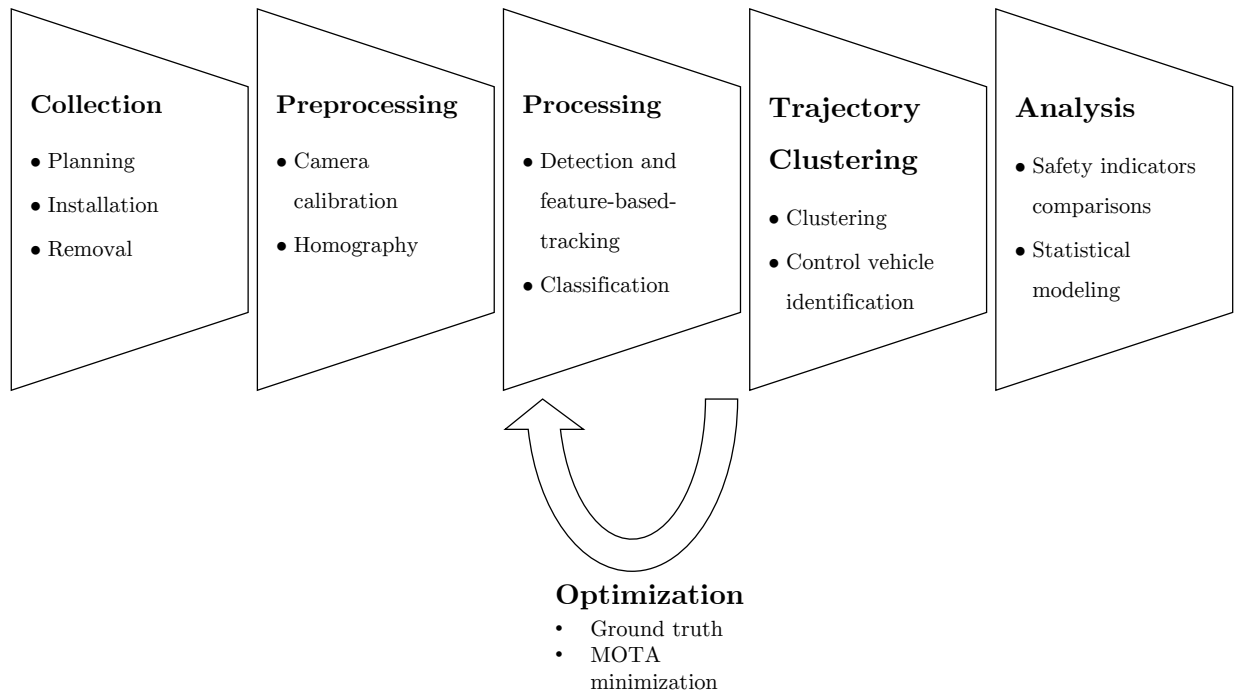 Collection
• Planning
• Installation
• Removal
Preprocessing
• Camera
calibration
• Homography
Processing
• Detection and
feature-based-
tracking
• Classification
Trajectory
Clustering
• Clustering
• Control vehicle
identification
Analysis
• Safety indicators
comparisons
• Statistical
modeling
Optimization
• Ground truth
• MOTA
minimization